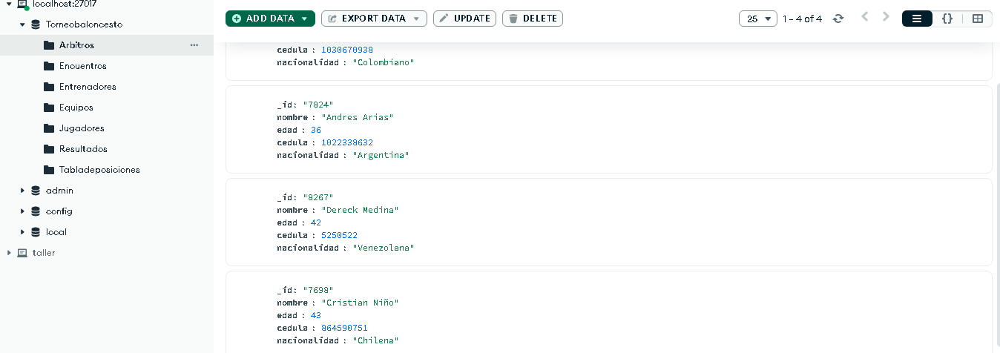 localhost:27017
Torneobaloncesto
Arbitros
Encuentros
Entrenadores
Equipos
Jugadores
Resultados
Tabladeposiciones
admin
config
local
taller
ADD DATA
EXPORT DATA
UPDATE
DELETE
25
1 - 4 of 4
{}
cedula : 1030670938
nacionalidad : "Colombiano"
_id: "7824"
nombre : "Andres Arias"
edad : 36
cedula : 1022338632
nacionalidad : "Argentina"
_id: "8267"
nombre : "Dereck Medina"
edad : 42
cedula : 5250522
nacionalidad : "Venezolana"
_id: "7698"
nombre : "Cristian Niño"
edad : 43
cedula : 864590751
nacionalidad : "Chilena"